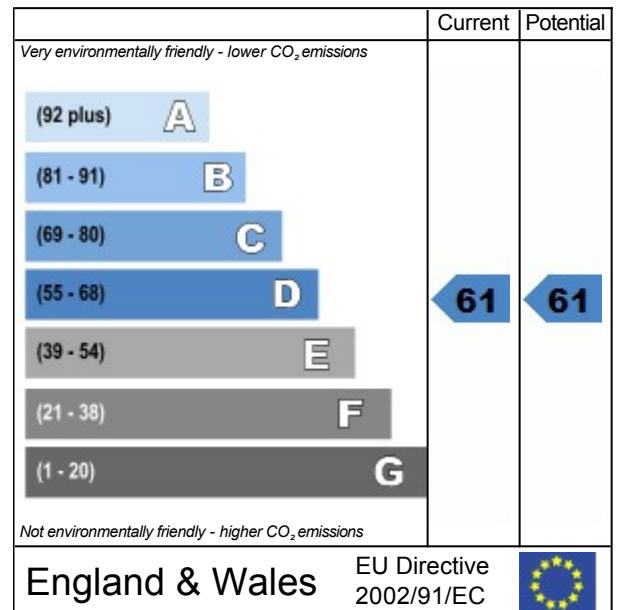 Current Potential
Very environmentally friendly - lower CO₂ emissions
(92 plus) A
(81 - 91) B
(69 - 80) C
(55 - 68) D 61 61
(39 - 54) E
(21 - 38) F
(1 - 20) G
Not environmentally friendly - higher CO₂ emissions
England & Wales
EU Directive
2002/91/EC